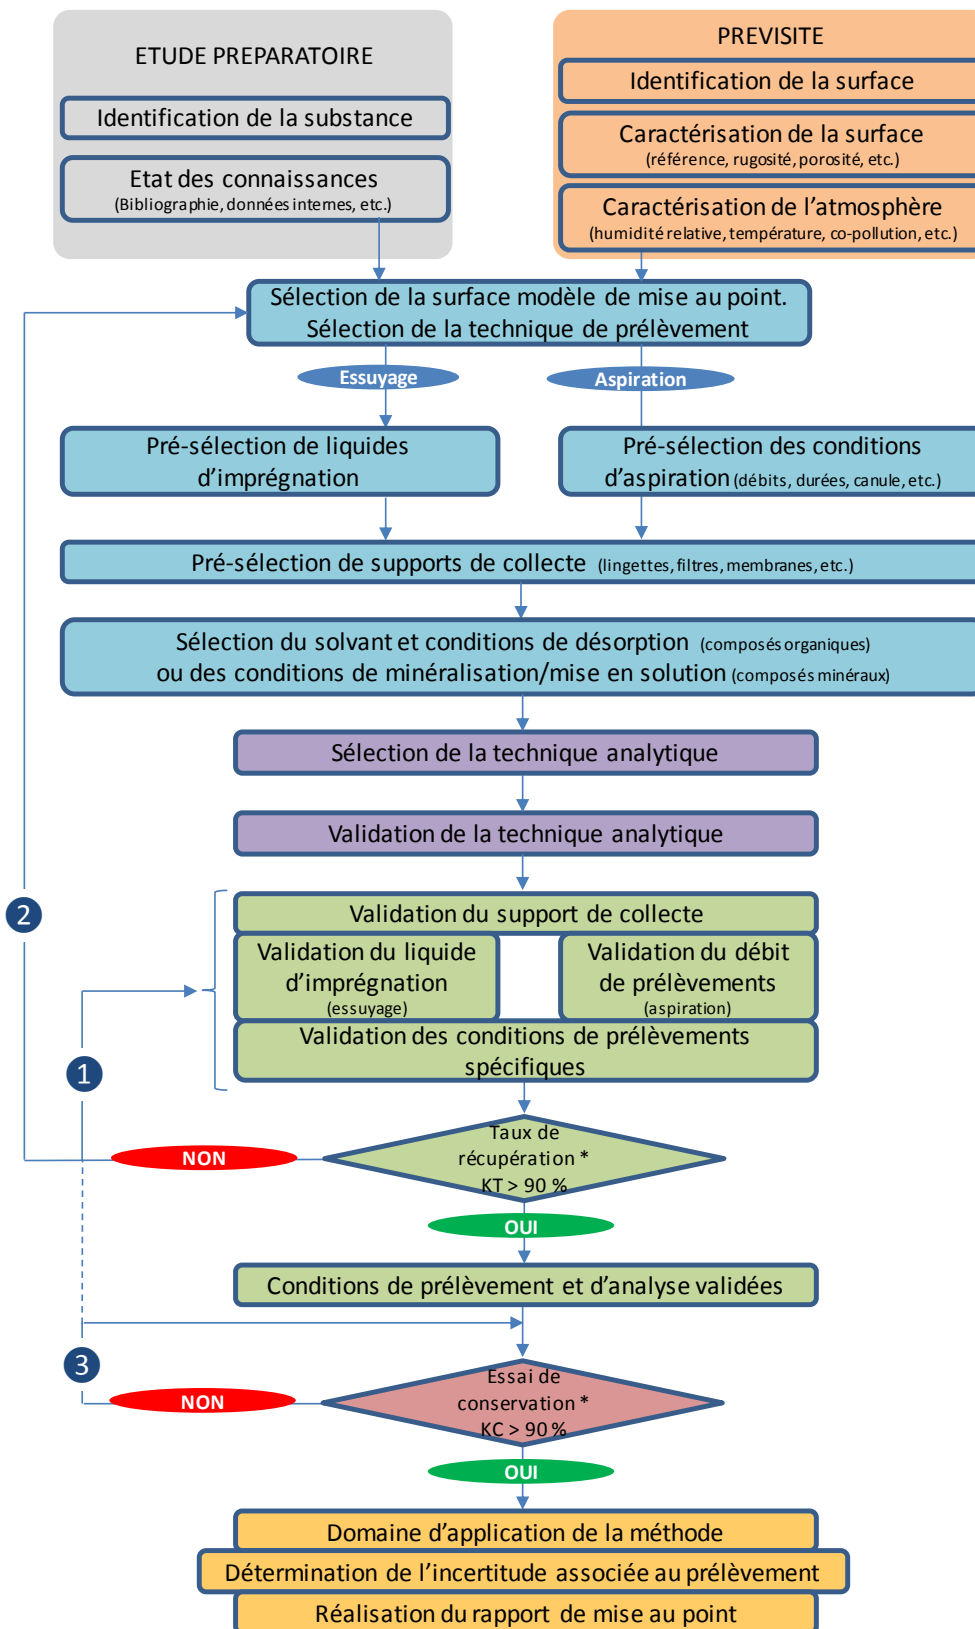 ETUDE PREPARATOIRE
Identification de la substance
Etat des connaissances
(Bibliographie, données internes, etc.)
PREVISITE
Identification de la surface
Caractérisation de la surface
(référence, rugosité, porosité, etc.)
Caractérisation de l’atmosphère
(humidité relative, température, co-pollution, etc.)
Sélection de la surface modèle de mise au point.
Sélection de la technique de prélèvement
Essuyage
Aspiration
Pré-sélection de liquides
d’imprégnation
Pré-sélection des conditions
d’aspiration (débits, durées, canule, etc.)
Pré-sélection de supports de collecte (lingettes, filtres, membranes, etc.)
Sélection du solvant et conditions de désorption (composés organiques)
ou des conditions de minéralisation/mise en solution (composés minéraux)
Sélection de la technique analytique
Validation de la technique analytique
2
Validation du support de collecte
Validation du liquide
d’imprégnation
(essuyage)
Validation du débit
de prélèvements
(aspiration)
Validation des conditions de prélèvements
spécifiques
1
Taux de
récupération *
KT > 90 %
NON
OUI
Conditions de prélèvement et d’analyse validées
3
Essai de
conservation *
KC > 90 %
NON
OUI
Domaine d’application de la méthode
Détermination de l’incertitude associée au prélèvement
Réalisation du rapport de mise au point